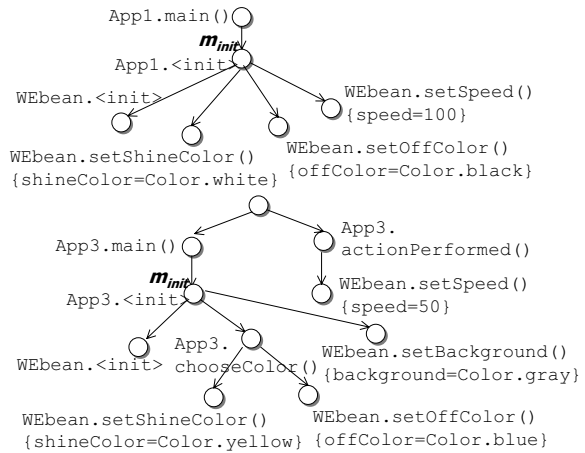 App1.main()
minit
App1.<init>
WEbean.<init>
WEbean.setSpeed()
{speed=100}
WEbean.setShineColor()
{shineColor=Color.white}
WEbean.setOffColor()
{offColor=Color.black}
App3.main()
App3.
actionPerformed()
minit
App3.<init>
WEbean.setSpeed()
{speed=50}
WEbean.<init>
App3.
chooseColor()
WEbean.setBackground()
{background=Color.gray}
WEbean.setShineColor()
{shineColor=Color.yellow}
WEbean.setOffColor()
{offColor=Color.blue}